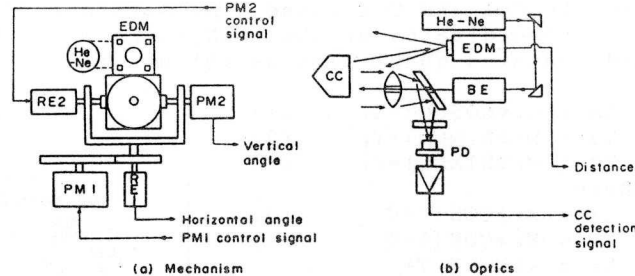 PM2 control
signal
EDM
He
-Ne
RE2
PM2
Vertical
angle
PM1
RE
Horizontal angle
PM1 control signal
(a) Mechanism
He-Ne
EDM
CC
BE
PD
Distance
CC
detection
signal
(b) Optics